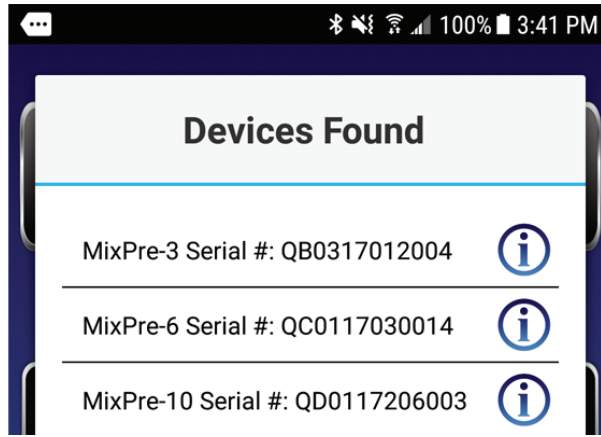 100% 3:41 PM
Devices Found
MixPre-3 Serial #: QB0317012004
MixPre-6 Serial #: QC0117030014
MixPre-10 Serial #: QD0117206003